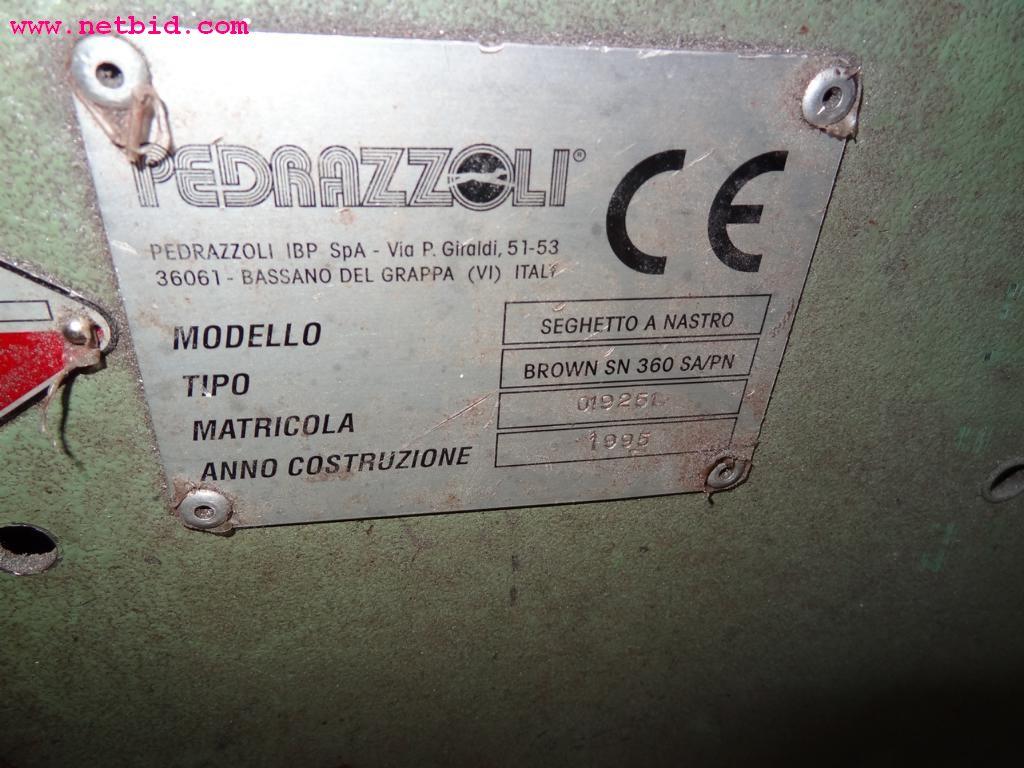 www.netbid.com
PEDRAZZOLI®
CE
PEDRAZZOLI IBP SpA - Via P. Giraldi, 51-53
36061 - BASSANO DEL GRAPPA (VI) ITALY
MODELLO SEGHETTO A NASTRO
TIPO BROWN SN 360 SA/PN
MATRICOLA
ANNO COSTRUZIONE 1995